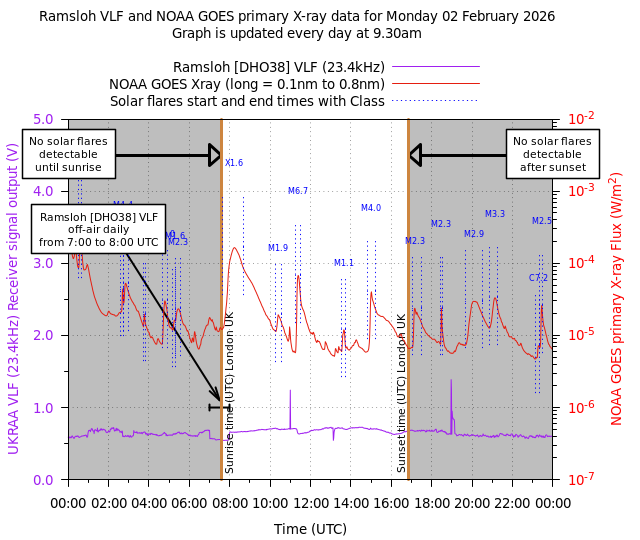 Ramsloh VLF and NOAA GOES primary X-ray data for Monday 02 February 2026
Graph is updated every day at 9.30am
Ramsloh [DHO38] VLF (23.4kHz)
NOAA GOES Xray (long = 0.1nm to 0.8nm)
Solar flares start and end times with Class
5.0
4.0
3.0
2.0
1.0
0.0
UKRAA VLF (23.4kHz) Receiver signal output (V)
10-2
10-3
10-4
10-5
10-6
10-7
NOAA GOES primary X-ray Flux (W/m2)
No solar flares
detectable
until sunrise
No solar flares
detectable
after sunset
Ramsloh [DHO38] VLF
off-air daily
from 7:00 to 8:00 UTC
X1.6
M6.7
M4.0
M1.9
M1.1
M2.3
M2.3
M2.3
M2.9
M3.3
M2.5
C7.2
Sunrise time (UTC) London UK
Sunset time (UTC) London UK
00:00 02:00 04:00 06:00 08:00 10:00 12:00 14:00 16:00 18:00 20:00 22:00 00:00
Time (UTC)